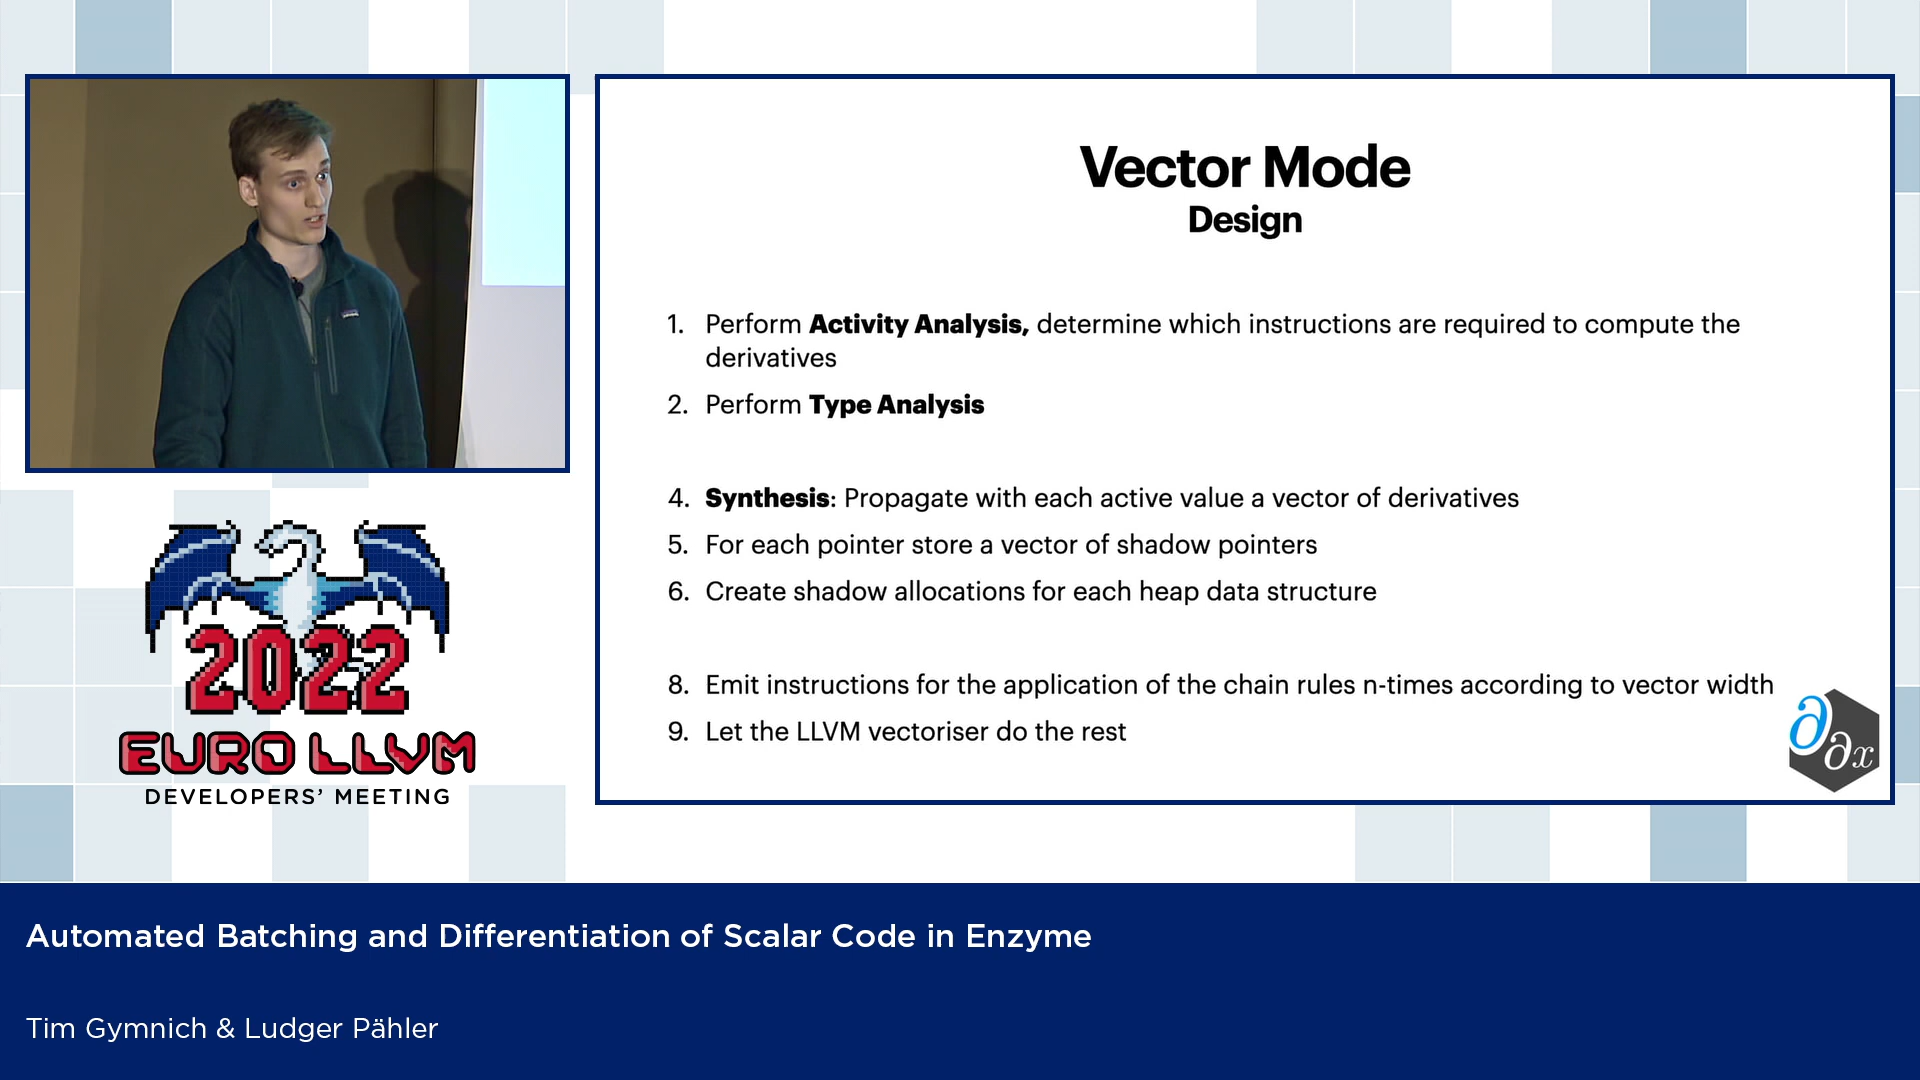 Vector Mode
Design
1. Perform Activity Analysis, determine which instructions are required to compute the
derivatives
2. Perform Type Analysis
4. Synthesis: Propagate with each active value a vector of derivatives
5. For each pointer store a vector of shadow pointers
6. Create shadow allocations for each heap data structure
8. Emit instructions for the application of the chain rules n-times according to vector width
9. Let the LLVM vectoriser do the rest
∂
∂x
2022
EURO LLVM
DEVELOPERS’ MEETING
Automated Batching and Differentiation of Scalar Code in Enzyme
Tim Gymnich & Ludger Pähler